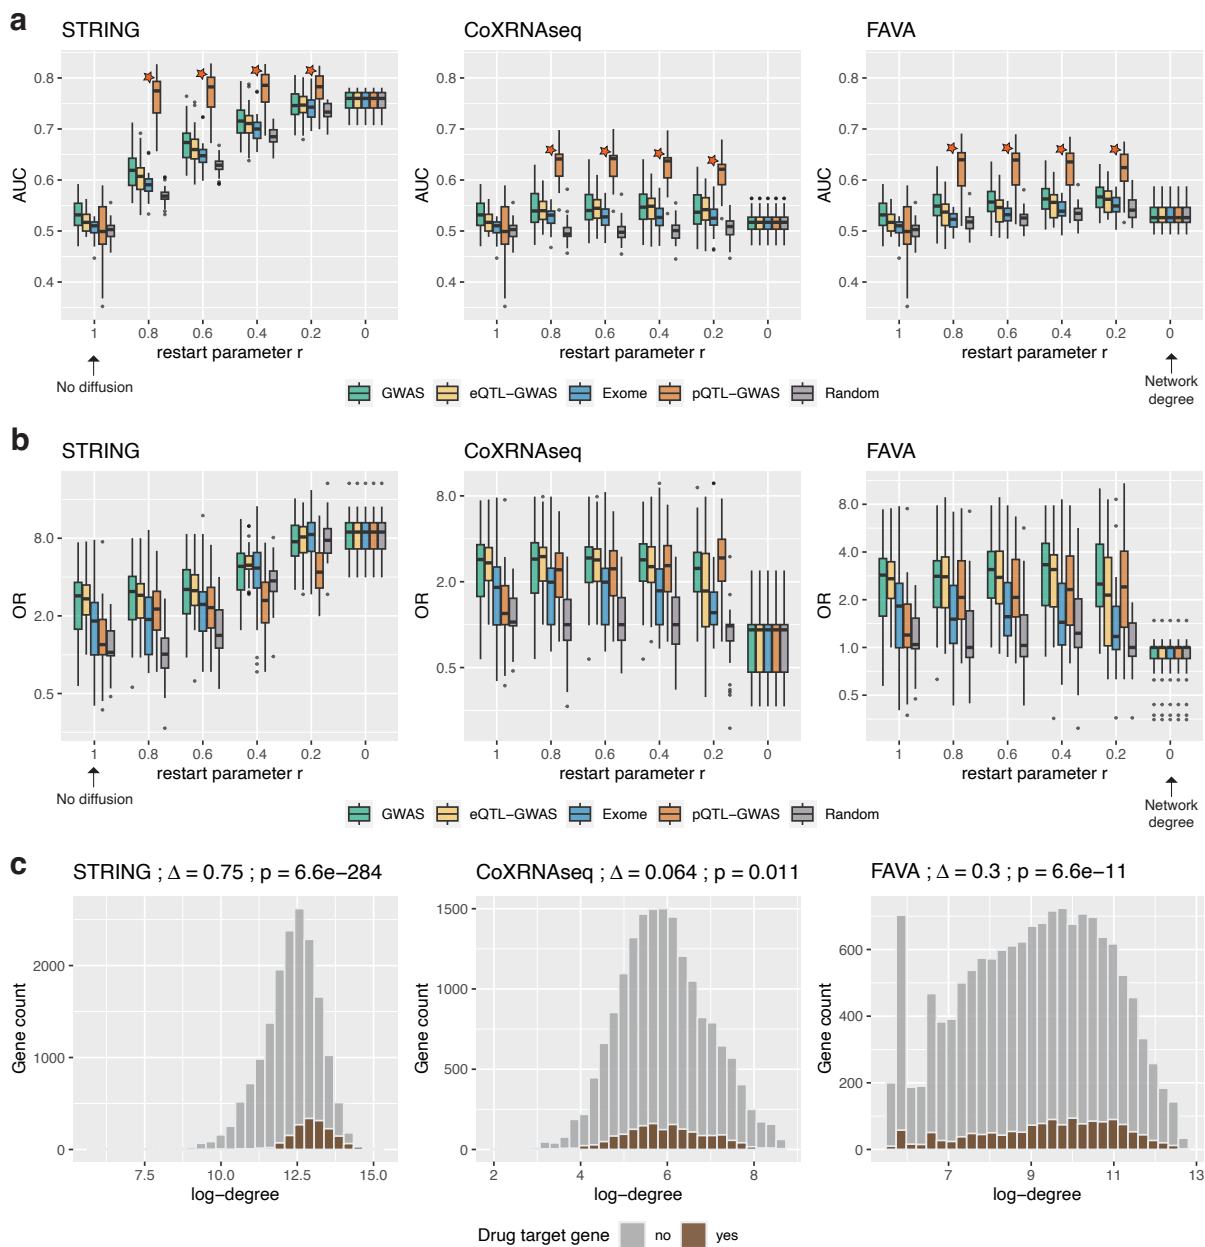 a
STRING
CoXRNAseq
FAVA
AUC
0.8
0.7
0.6
0.5
0.4
1
0.8
0.6
0.4
0.2
0
restart parameter r
No diffusion
AUC
0.8
0.7
0.6
0.5
0.4
1
0.8
0.6
0.4
0.2
0
restart parameter r
AUC
0.8
0.7
0.6
0.5
0.4
1
0.8
0.6
0.4
0.2
0
restart parameter r
Network
degree
GWAS eQTL−GWAS Exome pQTL−GWAS Random
b
STRING
CoXRNAseq
FAVA
OR
8.0
2.0
0.5
1
0.8
0.6
0.4
0.2
0
restart parameter r
No diffusion
OR
8.0
2.0
0.5
1
0.8
0.6
0.4
0.2
0
restart parameter r
OR
8.0
4.0
2.0
1.0
0.5
1
0.8
0.6
0.4
0.2
0
restart parameter r
Network
degree
GWAS eQTL−GWAS Exome pQTL−GWAS Random
c
STRING ; Δ = 0.75 ; p = 6.6e−284
CoXRNAseq ; Δ = 0.064 ; p = 0.011
FAVA ; Δ = 0.3 ; p = 6.6e−11
Gene count
2000
1000
0
7.5
10.0
12.5
15.0
log−degree
Gene count
1500
1000
500
0
2
4
6
8
log−degree
Gene count
600
400
200
0
7
9
11
13
log−degree
Drug target gene no yes